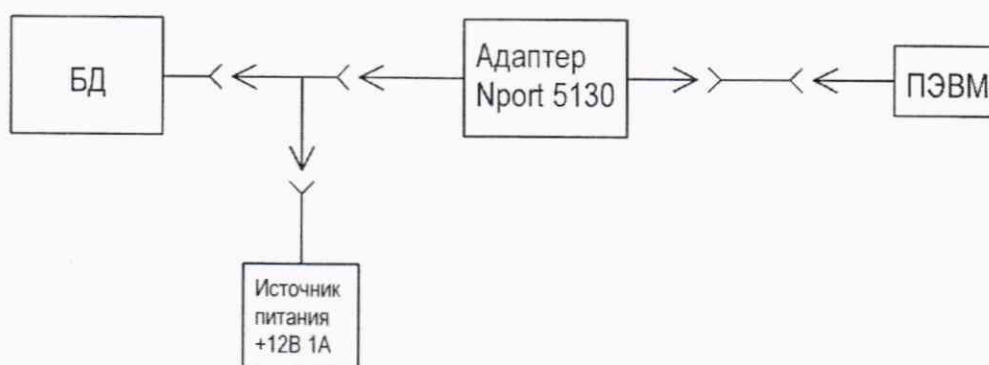 БД
Адаптер
Nport 5130
ПЭВМ
Источник
питания
+12В 1А